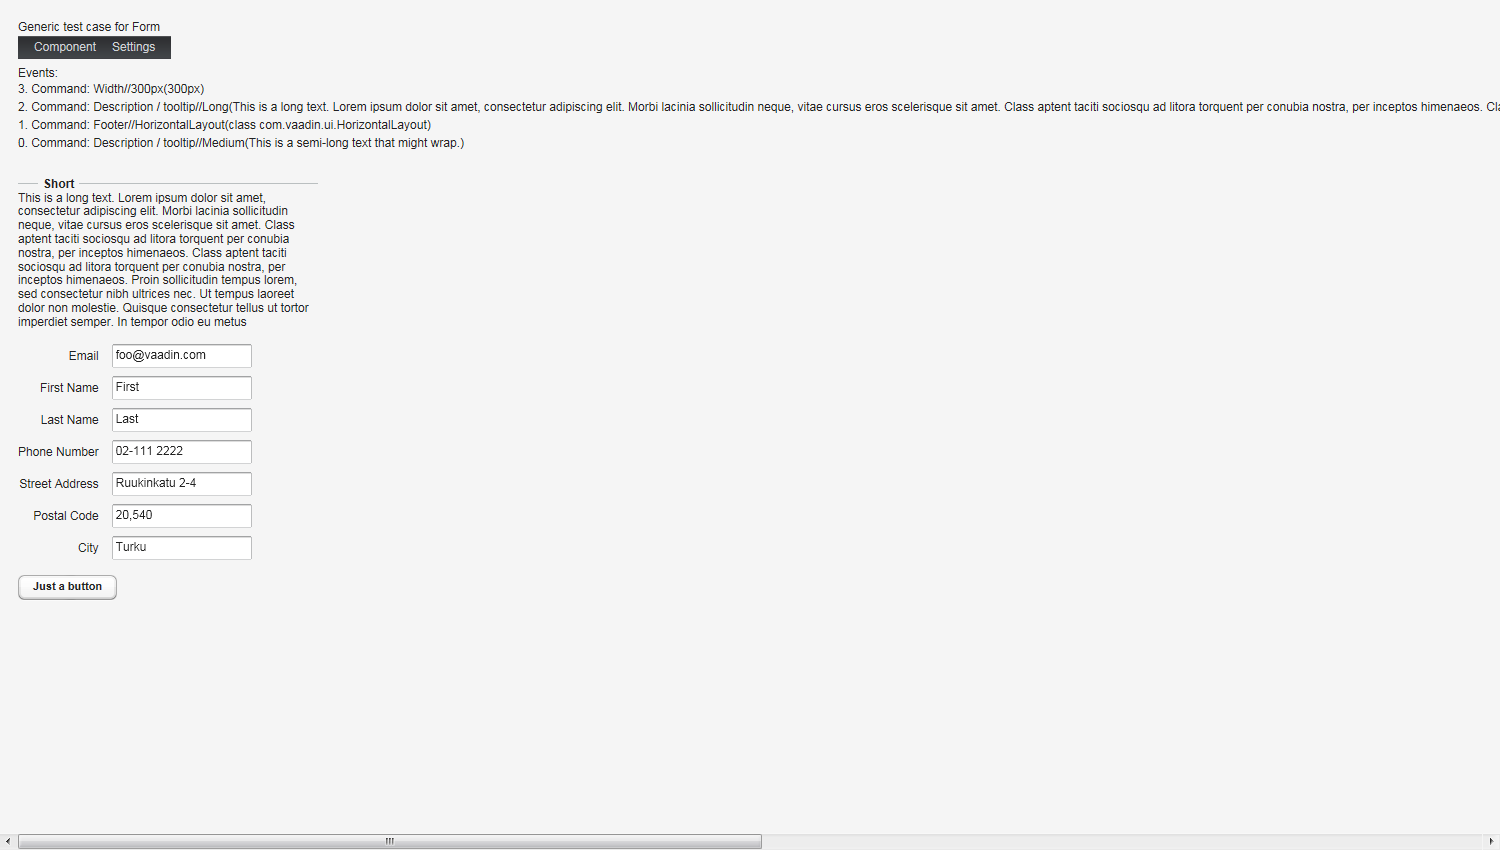 Generic test case for Form
Component Settings
Events:
3. Command: Width//300px(300px)
2. Command: Description / tooltip//Long(This is a long text. Lorem ipsum dolor sit amet, consectetur adipiscing elit. Morbi lacinia sollicitudin neque, vitae cursus eros scelerisque sit amet. Class aptent taciti sociosqu ad litora torquent per conubia nostra, per inceptos himenaeos.
1. Command: Footer//HorizontalLayout(class com.vaadin.ui.HorizontalLayout)
0. Command: Description / tooltip//Medium(This is a semi-long text that might wrap.)
Short
This is a long text. Lorem ipsum dolor sit amet,
consectetur adipiscing elit. Morbi lacinia sollicitudin
neque, vitae cursus eros scelerisque sit amet. Class
aptent taciti sociosqu ad litora torquent per conubia
nostra, per inceptos himenaeos. Class aptent taciti
sociosqu ad litora torquent per conubia nostra, per
inceptos himenaeos. Proin sollicitudin tempus lorem,
sed consectetur nibh ultrices nec. Ut tempus laoreet
dolor non molestie. Quisque consectetur tellus ut tortor
imperdiet semper. In tempor odio eu metus
Email foo@vaadin.com
First Name First
Last Name Last
Phone Number 02-111 2222
Street Address Ruukinkatu 2-4
Postal Code 20,540
City Turku
Just a button